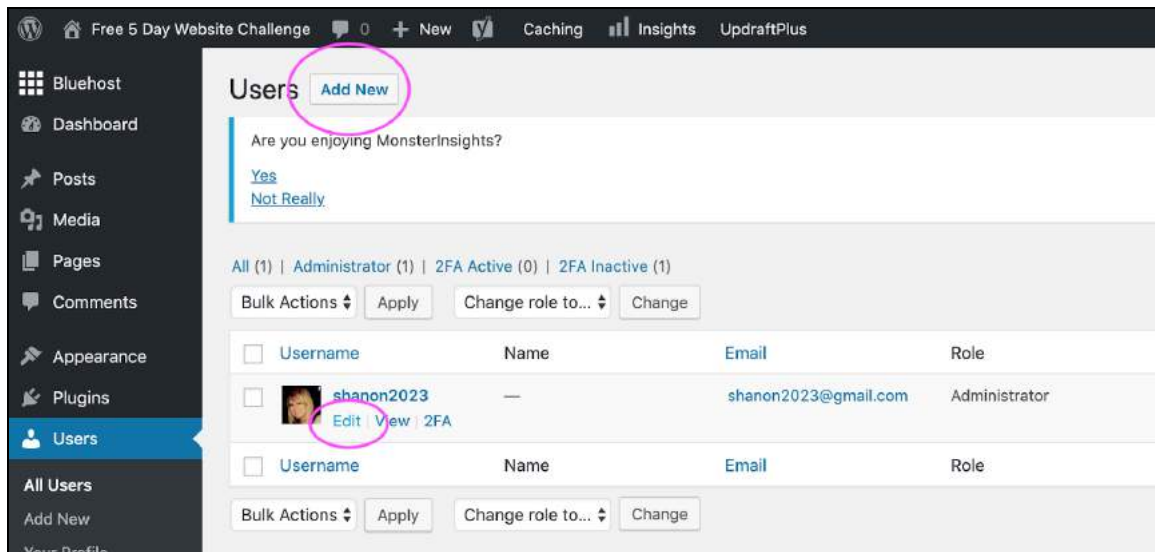 Free 5 Day Website Challenge 0 + New Caching Insights UpdraftPlus
Bluehost
Dashboard
Posts
Media
Pages
Comments
Appearance
Plugins
Users
All Users
Add New
Your Profile
Users Add New
Are you enjoying MonsterInsights?
Yes
Not Really
All (1) | Administrator (1) | 2FA Active (0) | 2FA Inactive (1)
Bulk Actions Apply Change role to... Change
Username Name Email Role
shanon2023 — shanon2023@gmail.com Administrator
Edit | View | 2FA
Username Name Email Role
Bulk Actions Apply Change role to... Change